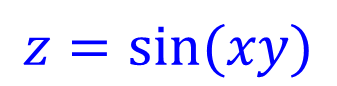 z = sin(xy)